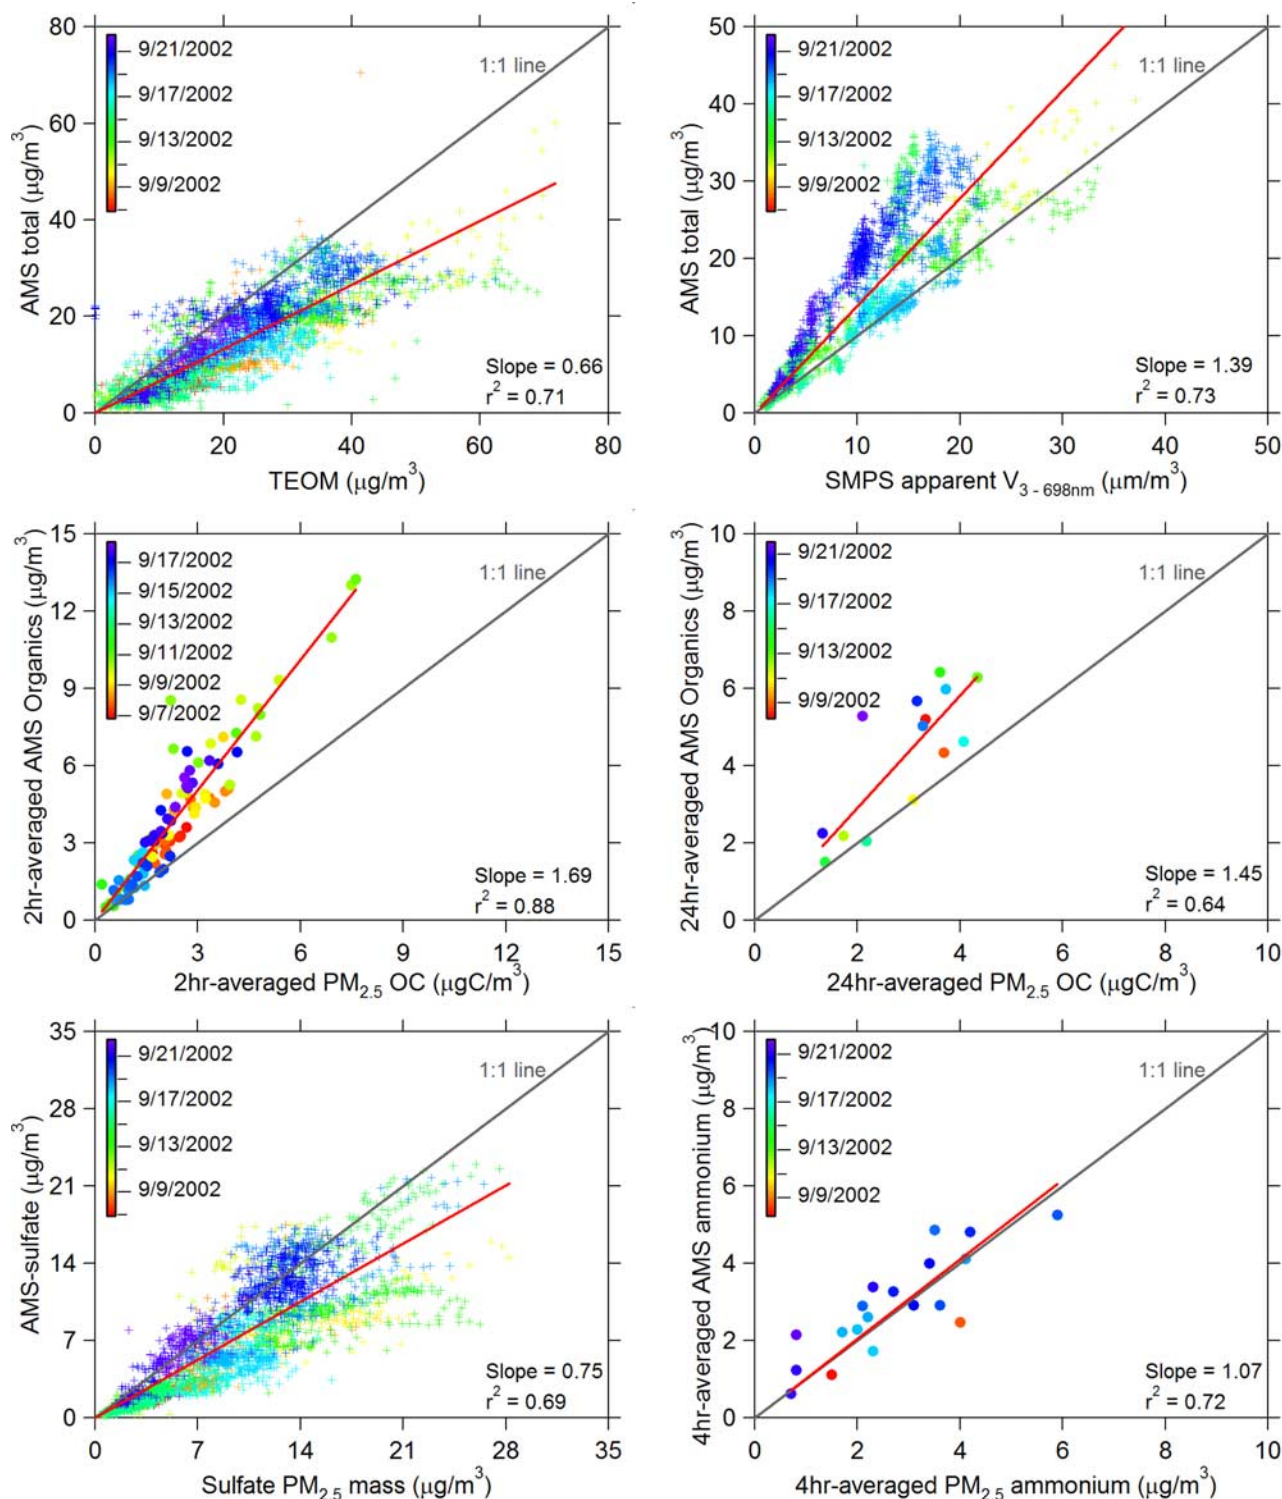 80
60
40
20
0
AMS total (μg/m³)
9/21/2002
9/17/2002
9/13/2002
9/9/2002
1:1 line
Slope = 0.66
r² = 0.71
0 20 40 60 80
TEOM (μg/m³)
50
40
30
20
10
0
AMS total (μg/m³)
9/21/2002
9/17/2002
9/13/2002
9/9/2002
1:1 line
Slope = 1.39
r² = 0.73
0 10 20 30 40 50
SMPS apparent V₃ ₋ ₆₉₈nm (μm/m³)
15
12
9
6
3
0
2hr-averaged AMS Organics (μg/m³)
9/17/2002
9/15/2002
9/13/2002
9/11/2002
9/9/2002
9/7/2002
1:1 line
Slope = 1.69
r² = 0.88
0 3 6 9 12 15
2hr-averaged PM₂.₅ OC (μgC/m³)
10
8
6
4
2
0
24hr-averaged AMS Organics (μg/m³)
9/21/2002
9/17/2002
9/13/2002
9/9/2002
1:1 line
Slope = 1.45
r² = 0.64
0 2 4 6 8 10
24hr-averaged PM₂.₅ OC (μgC/m³)
35
28
21
14
7
0
AMS-sulfate (μg/m³)
9/21/2002
9/17/2002
9/13/2002
9/9/2002
1:1 line
Slope = 0.75
r² = 0.69
0 7 14 21 28 35
Sulfate PM₂.₅ mass (μg/m³)
10
8
6
4
2
0
4hr-averaged AMS ammonium (μg/m³)
9/21/2002
9/17/2002
9/13/2002
9/9/2002
1:1 line
Slope = 1.07
r² = 0.72
0 2 4 6 8 10
4hr-averaged PM₂.₅ ammonium (μg/m³)